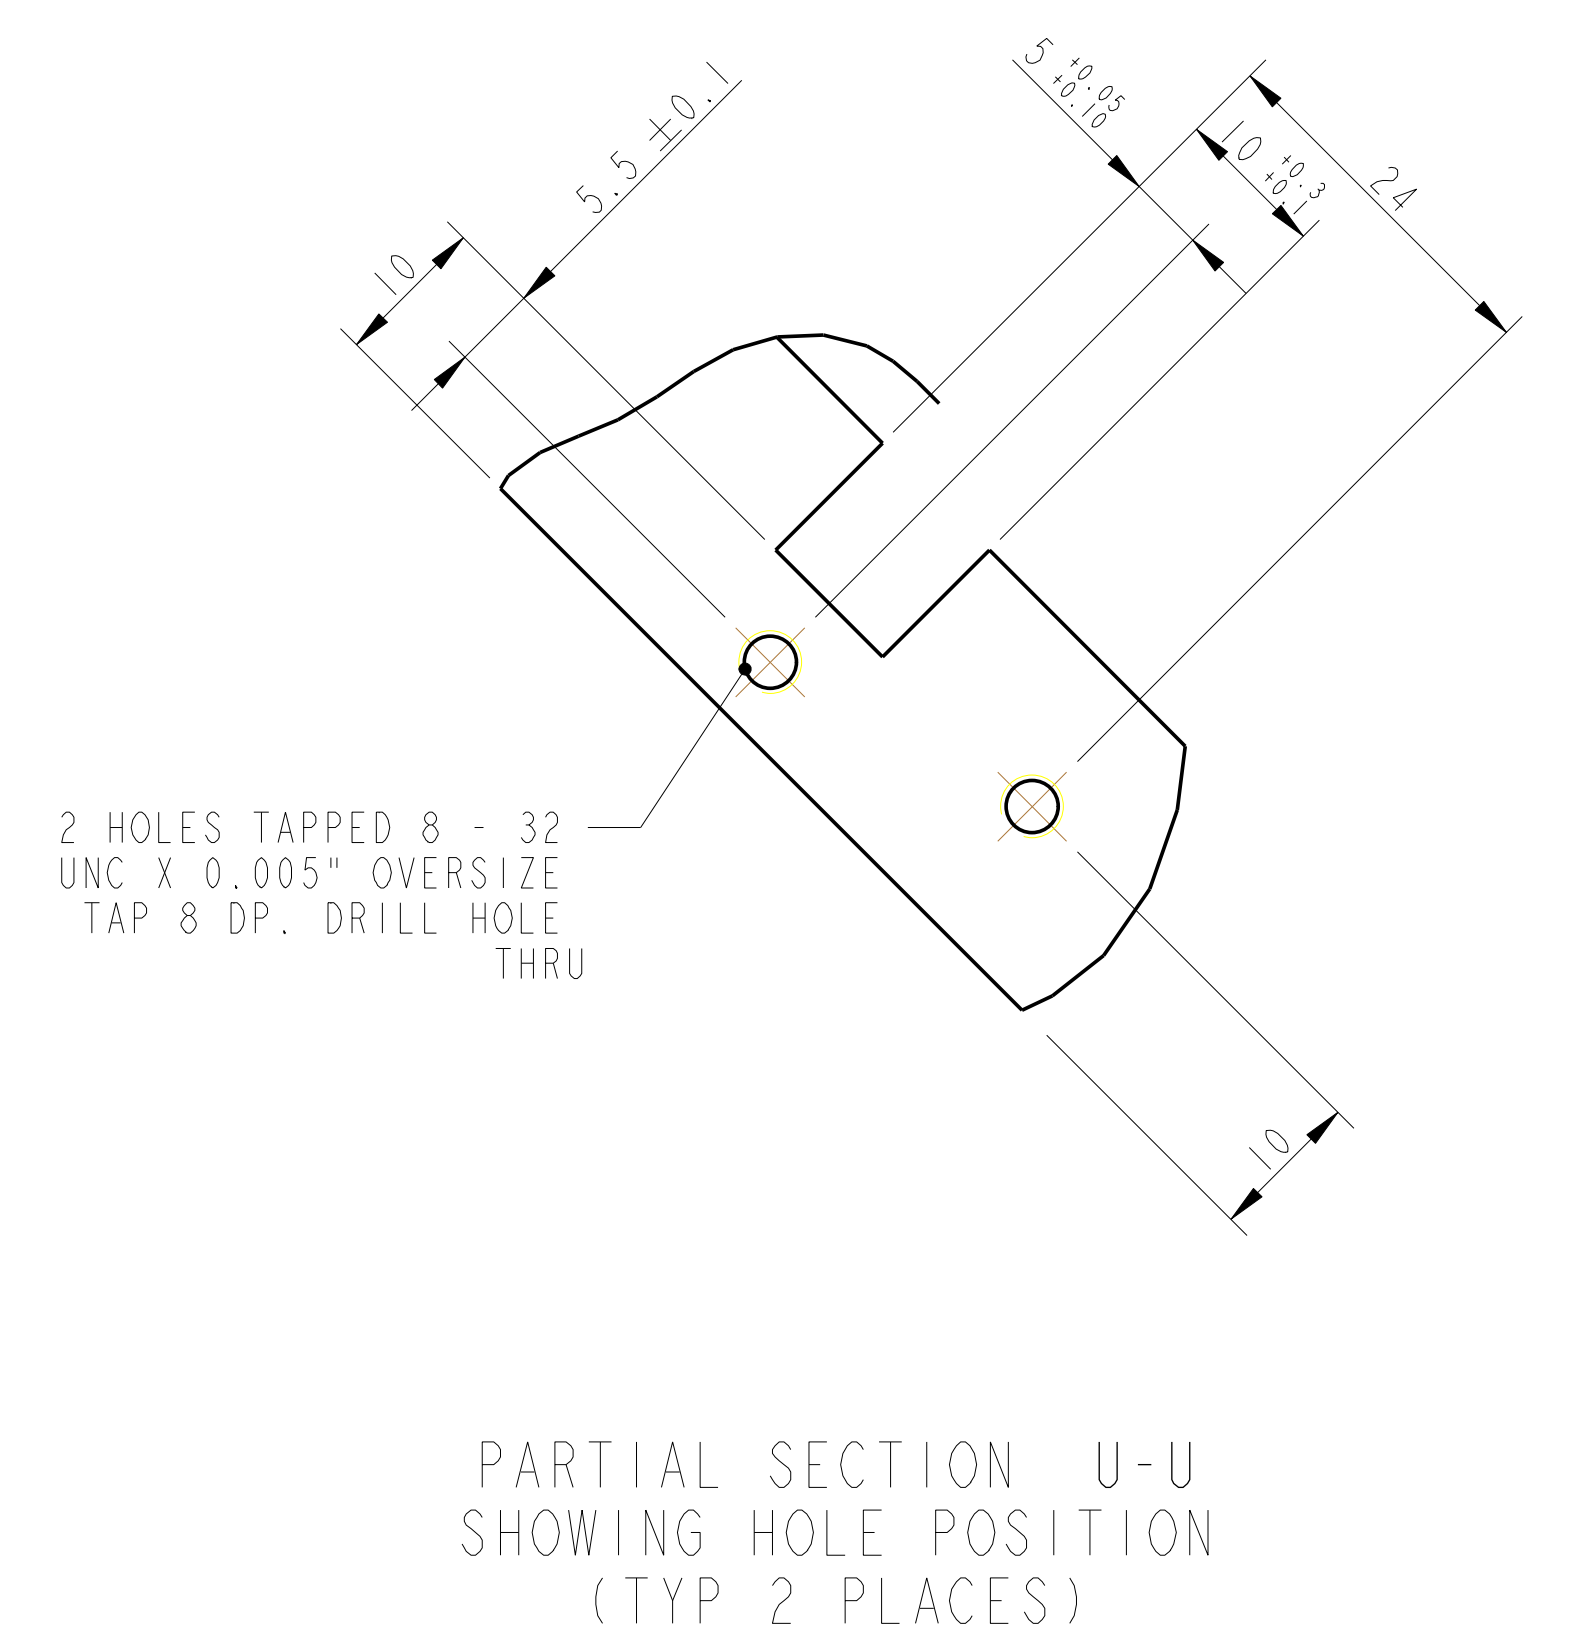 5 +0.05
+0.10
5.5 ±0.1
10 +0.3
+0.1
24
10
2 HOLES TAPPED 8 - 32
UNC X 0.005" OVERSIZE
TAP 8 DP. DRILL HOLE
THRU
10
PARTIAL SECTION U-U
SHOWING HOLE POSITION
(TYP 2 PLACES)